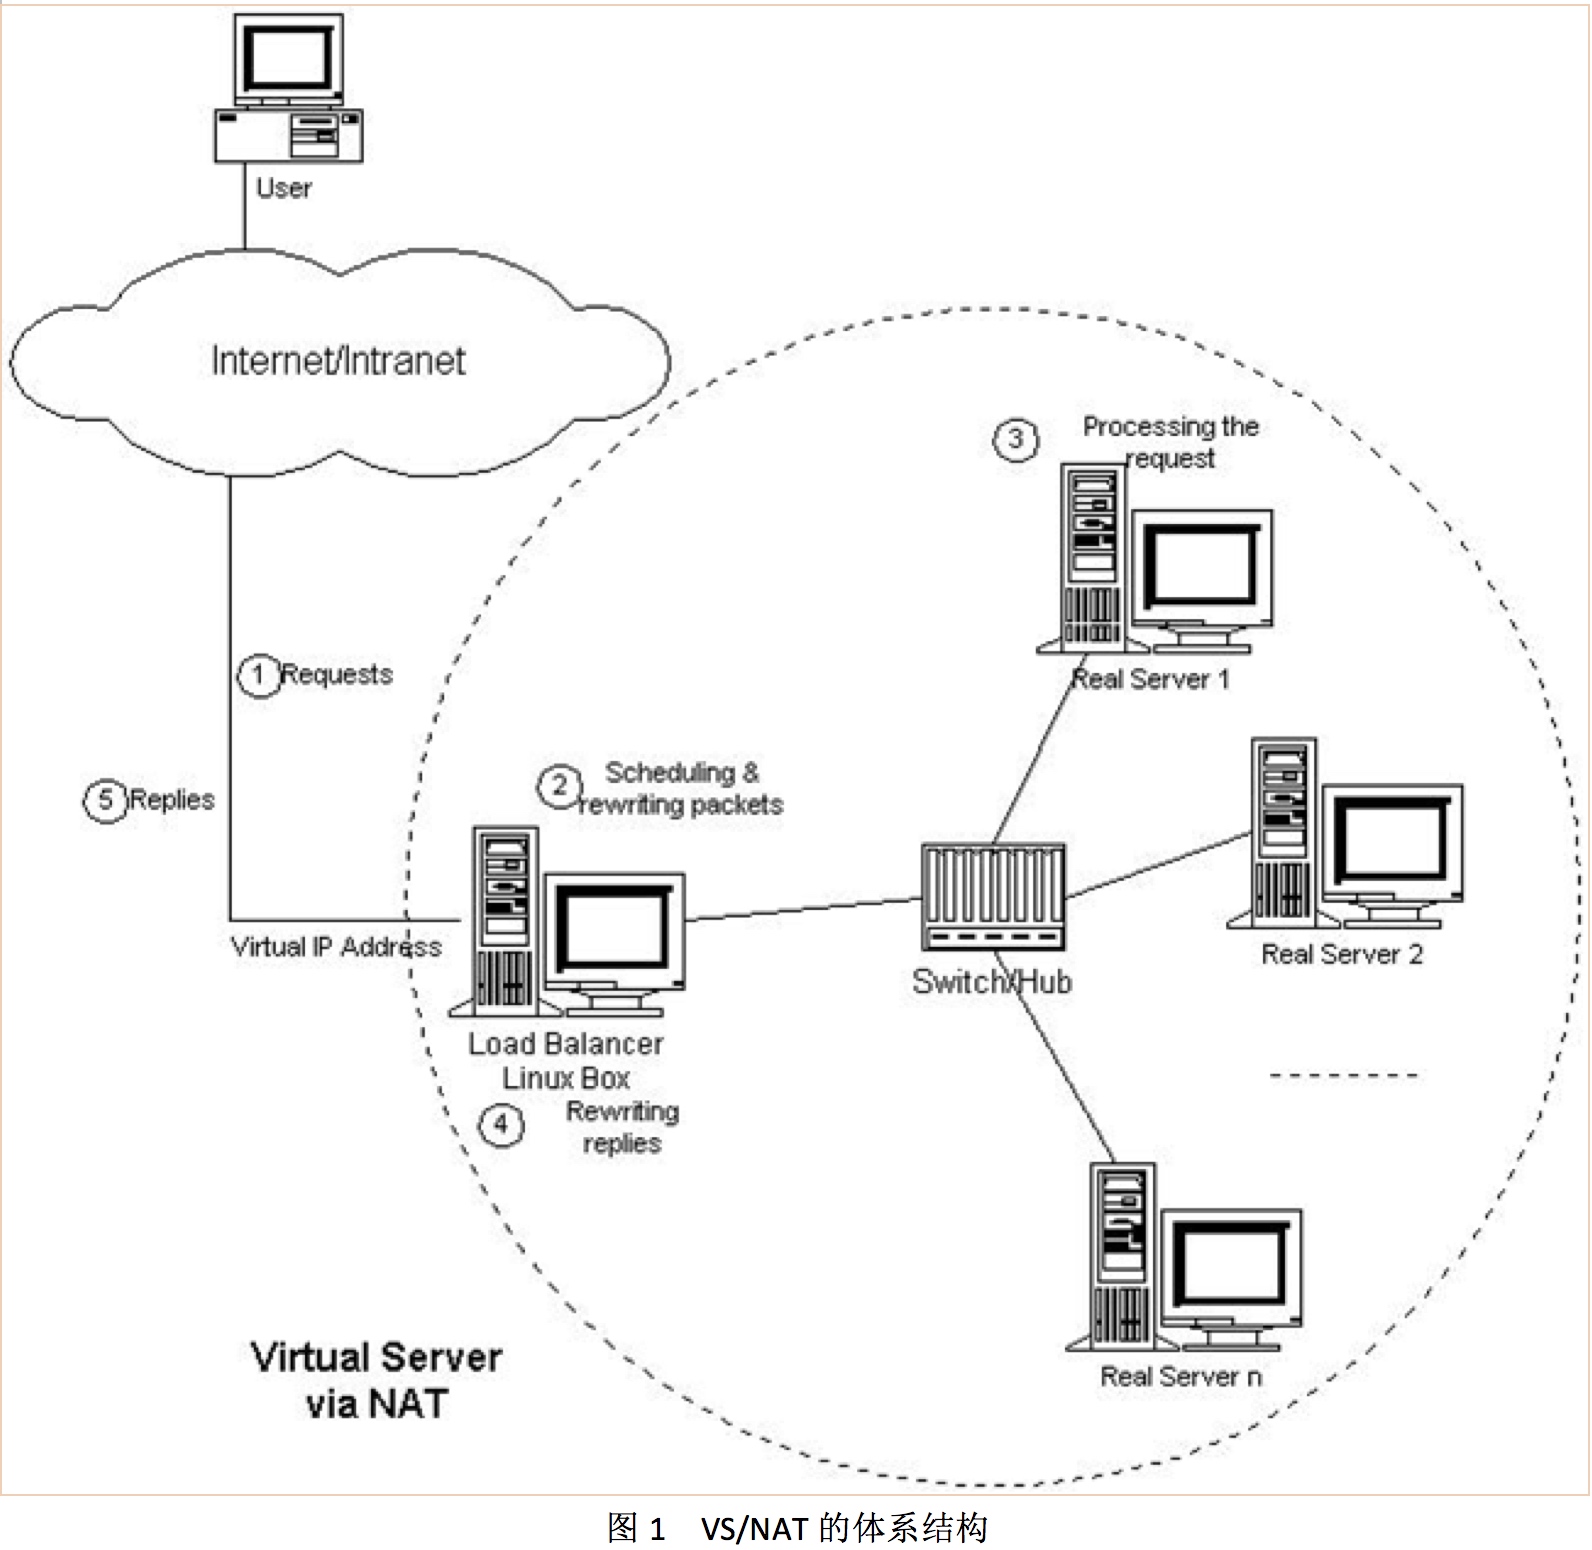 User
Internet/Intranet
3
Processing the
request
1
Requests
Real Server 1
2
Scheduling &
rewriting packets
5
Replies
Virtual IP Address
Switch/Hub
Real Server 2
Load Balancer
Linux Box
4
Rewriting
replies
Virtual Server
via NAT
Real Server n
图 1 VS/NAT 的体系结构